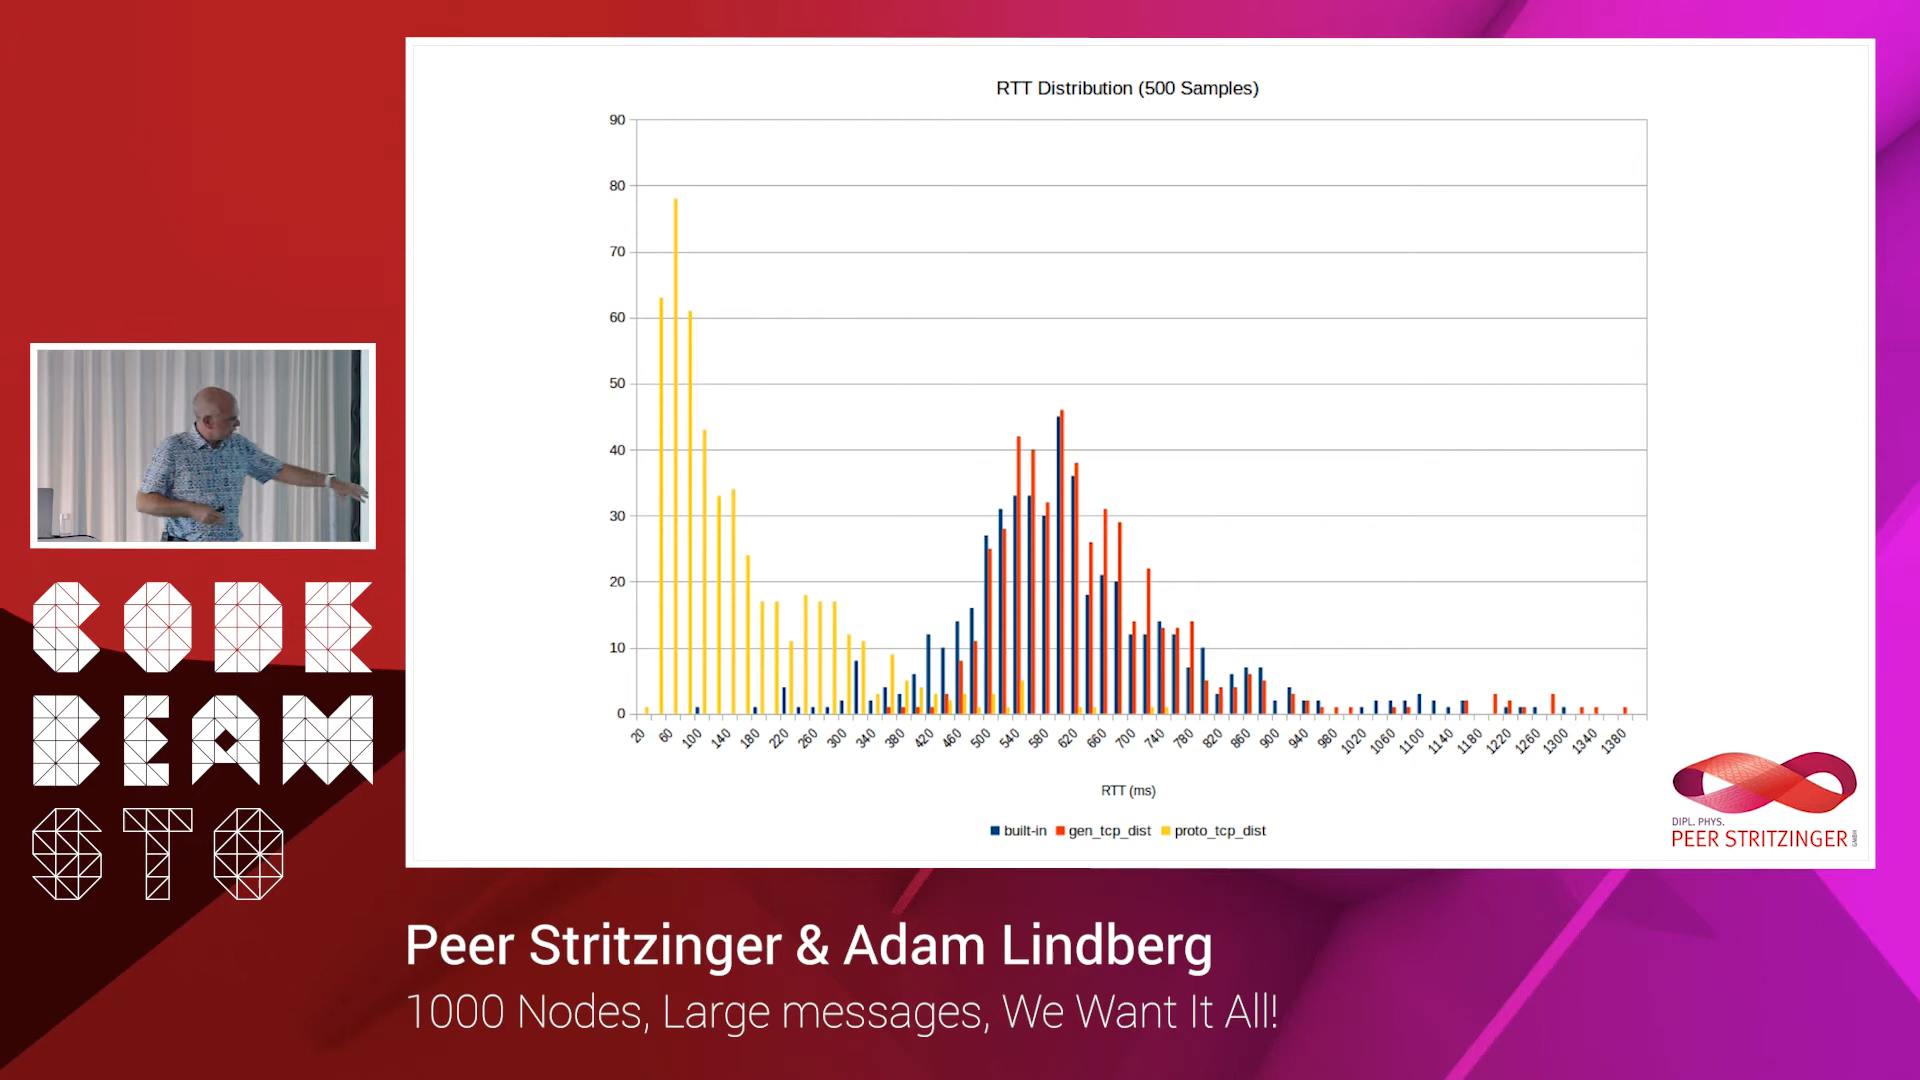 RTT Distribution (500 Samples)
90
80
70
60
50
40
30
20
10
0
20 60 100 140 180 220 260 300 340 380 420 460 500 540 580 620 660 700 740 780 820 860 900 940 980 1020 1060 1100 1140 1180 1220 1260 1300 1340 1380
RTT (ms)
built-in gen_tcp_dist proto_tcp_dist
DIPL. PHYS.
PEER STRITZINGER GMBH
CODE
BEAM
STO
Peer Stritzinger & Adam Lindberg
1000 Nodes, Large messages, We Want It All!